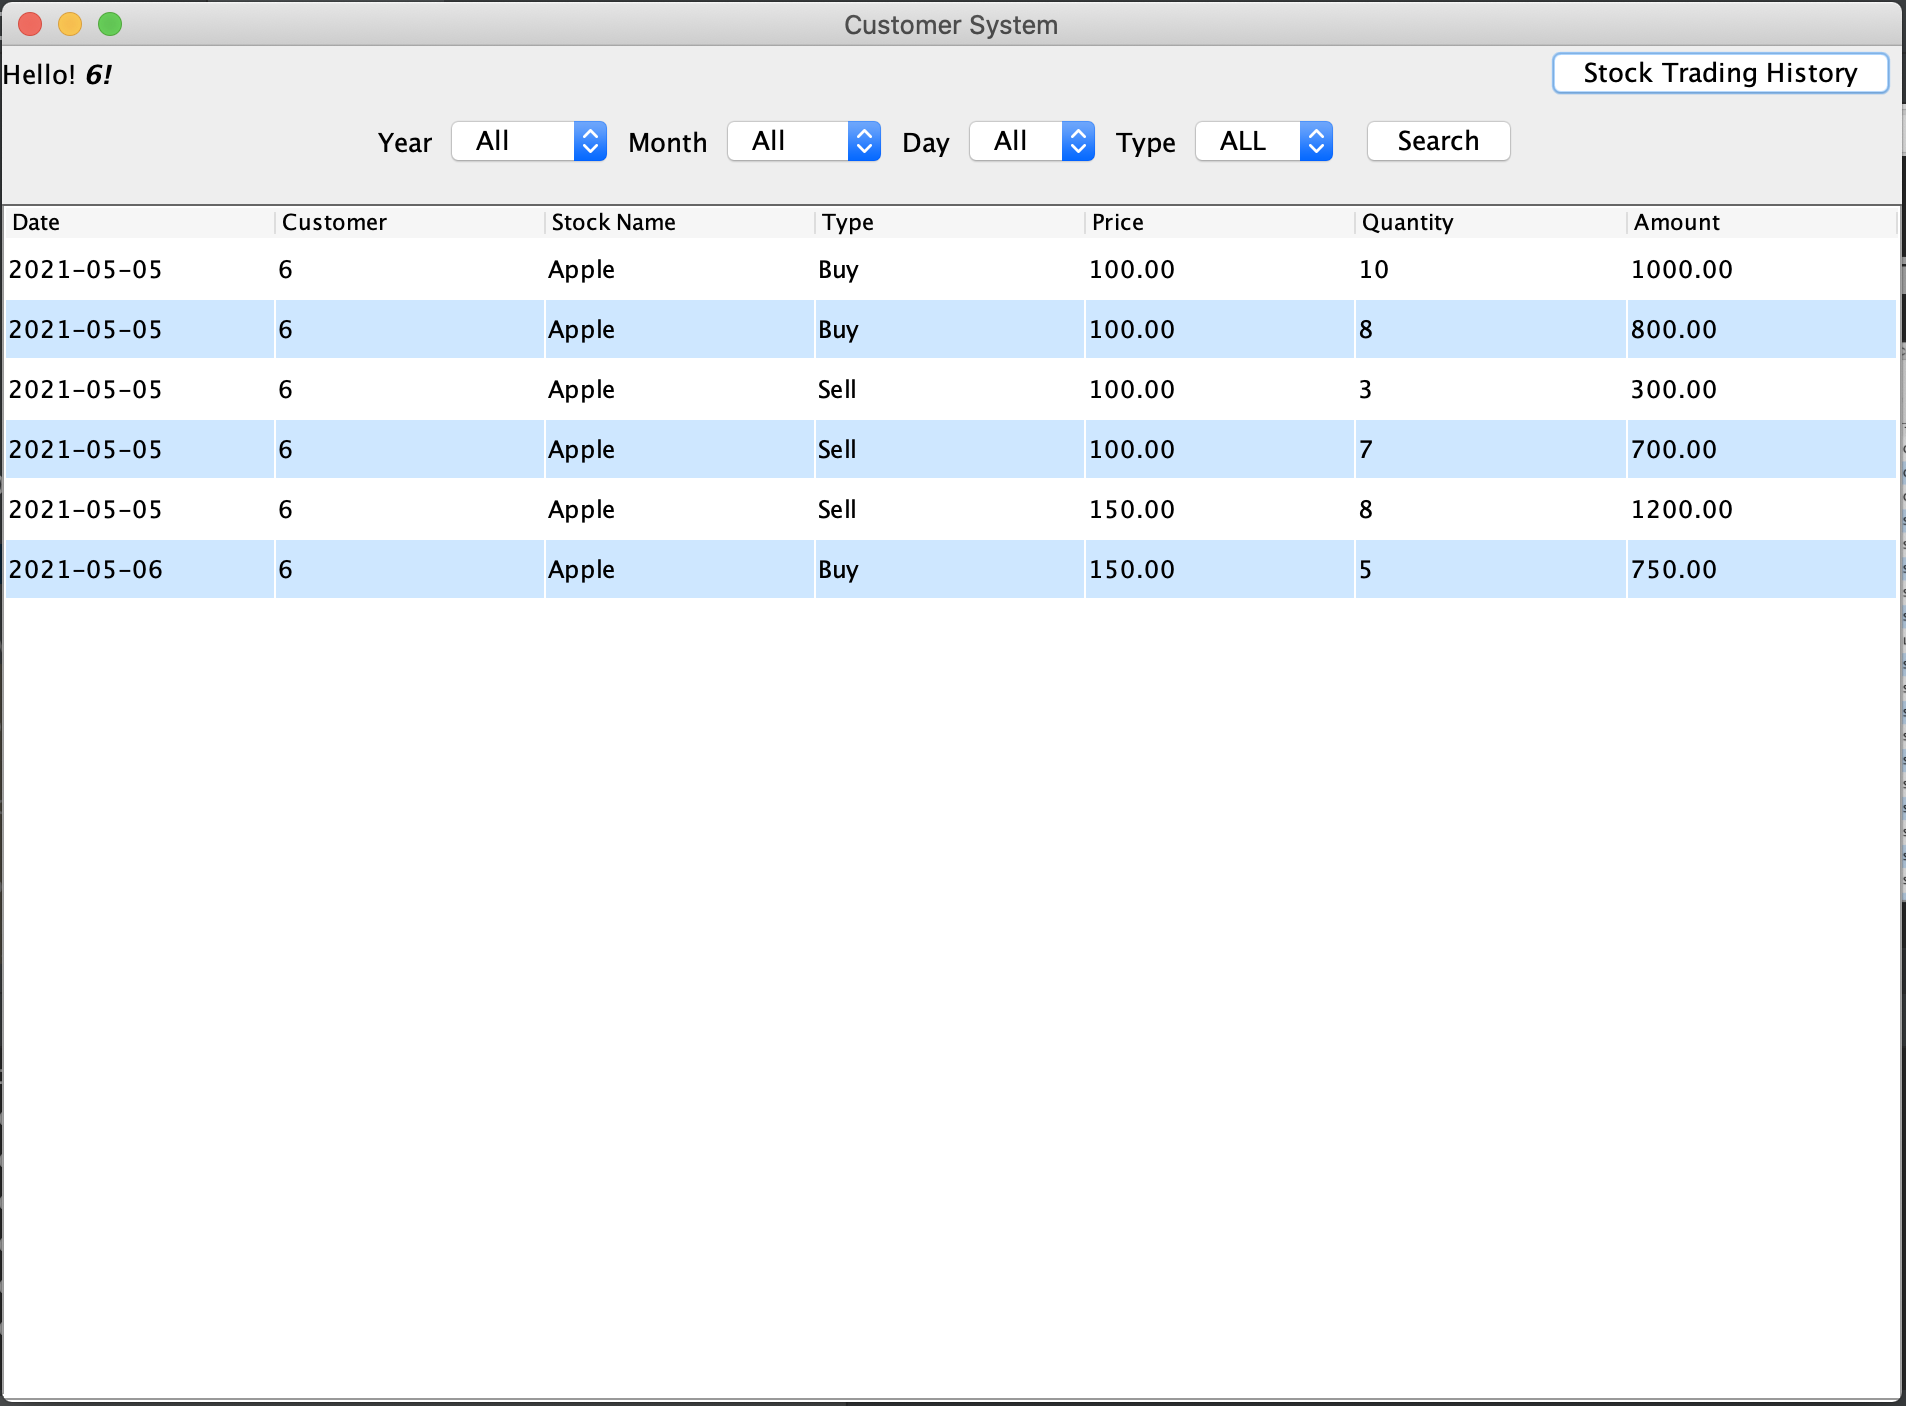 Customer System
Hello! 6!
Stock Trading History
Year All Month All Day All Type ALL Search
Date Customer Stock Name Type Price Quantity Amount
2021-05-05 6 Apple Buy 100.00 10 1000.00
2021-05-05 6 Apple Buy 100.00 8 800.00
2021-05-05 6 Apple Sell 100.00 3 300.00
2021-05-05 6 Apple Sell 100.00 7 700.00
2021-05-05 6 Apple Sell 150.00 8 1200.00
2021-05-06 6 Apple Buy 150.00 5 750.00